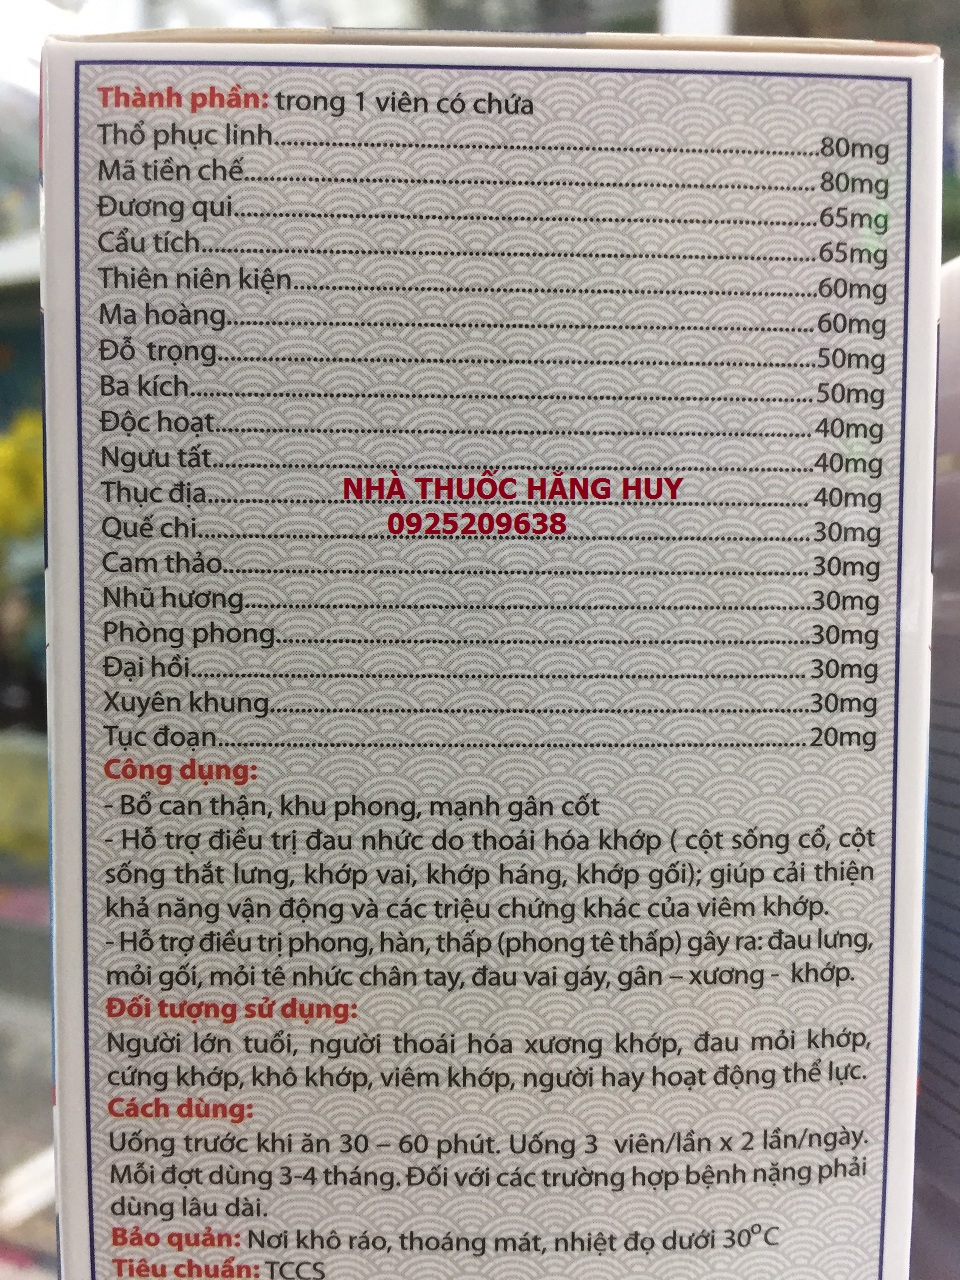 Thành phần: trong 1 viên có chứa
Thổ phục linh........80mg
Mã tiền chế........80mg
Đương qui........65mg
Cẩu tích........65mg
Thiên niên kiện........60mg
Ma hoàng........60mg
Đỗ trọng........50mg
Ba kích........50mg
Độc hoạt........40mg
Ngưu tất........40mg
NHÀ THUỐC HẰNG HUY
Thục địa........40mg
0925209638
Quế chi........30mg
Cam thảo........30mg
Nhũ hương........30mg
Phòng phong........30mg
Đại hồi........30mg
Xuyên khung........30mg
Tục đoạn........20mg
Công dụng:
- Bổ can thận, khu phong, mạnh gân cốt
- Hỗ trợ điều trị đau nhức do thoái hóa khớp ( cột sống cổ, cột
sống thắt lưng, khớp vai, khớp háng, khớp gối); giúp cải thiện
khả năng vận động và các triệu chứng khác của viêm khớp.
- Hỗ trợ điều trị phong, hàn, thấp (phong tê thấp) gây ra: đau lưng,
mỏi gối, mỏi tê nhức chân tay, đau vai gáy, gân – xương - khớp.
Đối tượng sử dụng:
Người lớn tuổi, người thoái hóa xương khớp, đau mỏi khớp,
cứng khớp, khô khớp, viêm khớp, người hay hoạt động thể lực.
Cách dùng:
Uống trước khi ăn 30 – 60 phút. Uống 3 viên/lần x 2 lần/ngày.
Mỗi đợt dùng 3-4 tháng. Đối với các trường hợp bệnh nặng phải
dùng lâu dài.
Bảo quản: Nơi khô ráo, thoáng mát, nhiệt đọ dưới 30°C
Tiêu chuẩn: TCCS